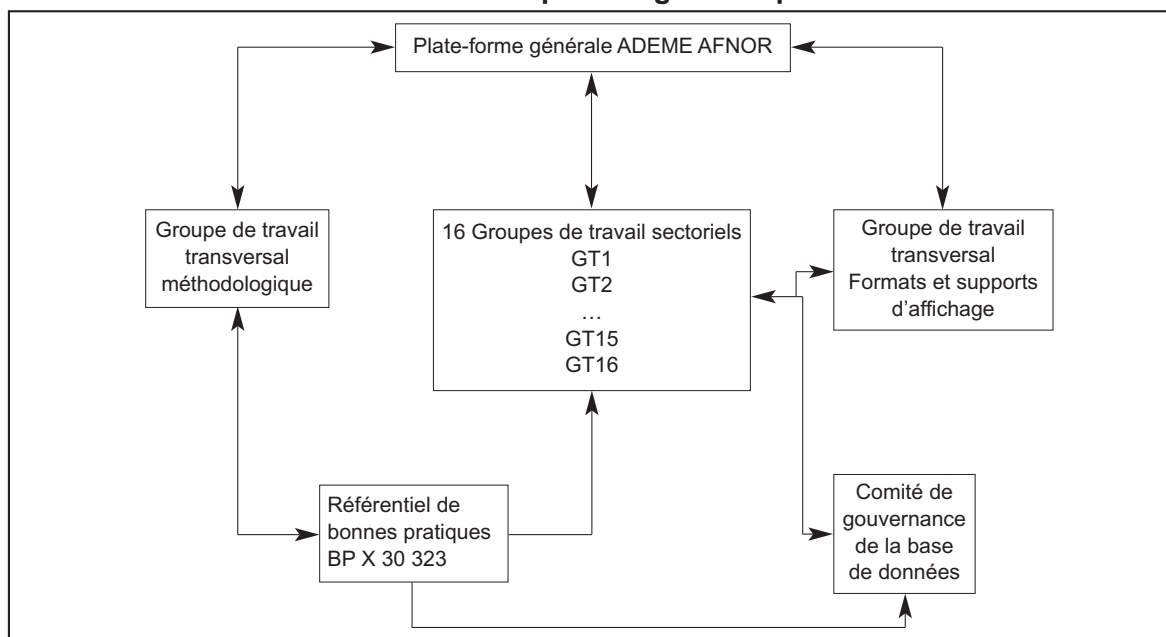 Plate-forme générale ADEME AFNOR
Groupe de travail
transversal
méthodologique
16 Groupes de travail sectoriels
GT1
GT2
…
GT15
GT16
Groupe de travail
transversal
Formats et supports
d’affichage
Référentiel de
bonnes pratiques
BP X 30 323
Comité de
gouvernance
de la base
de données